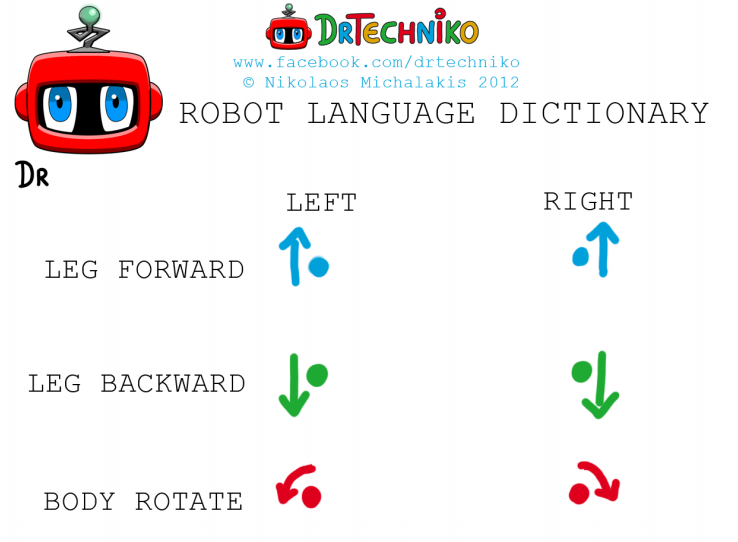 DRTECHNIKO
www.facebook.com/drtechniko
© Nikolaos Michalakis 2012
ROBOT LANGUAGE DICTIONARY
DR
LEFT RIGHT
LEG FORWARD
LEG BACKWARD
BODY ROTATE